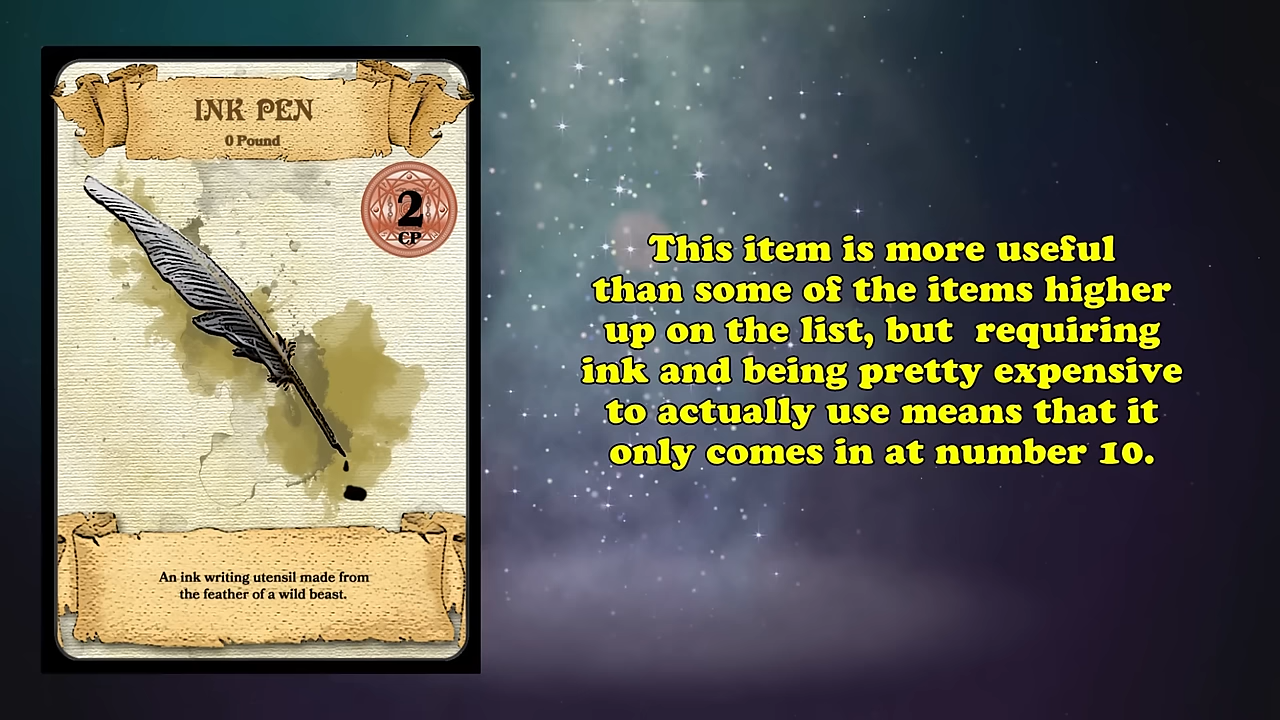 INK PEN
0 Pound
2
CP
An ink writing utensil made from
the feather of a wild beast.
This item is more useful
than some of the items higher
up on the list, but  requiring
ink and being pretty expensive
to actually use means that it
only comes in at number 10.